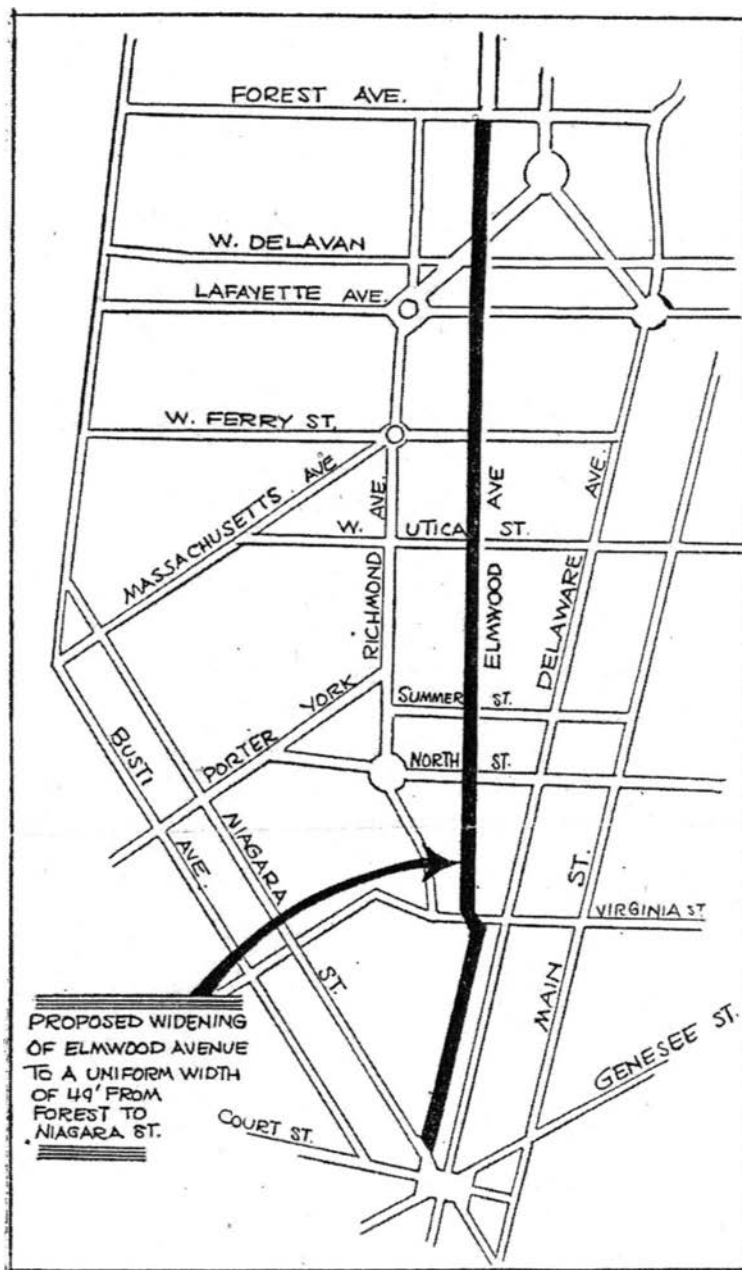 FOREST AVE.
W. DELAVAN
LAFAYETTE AVE.
W. FERRY ST.
MASSACHUSETTS AVE
W. UTICA ST.
RICHMOND AVE.
ELMWOOD AVE
DELAWARE AVE.
SUMMER ST.
PORTER YORK
NORTH ST.
BUSTI AVE.
NIAGARA ST.
VIRGINIA ST
MAIN ST.
GENESEE ST.
COURT ST.
PROPOSED WIDENING
OF ELMWOOD AVENUE
TO A UNIFORM WIDTH
OF 49' FROM
FOREST TO
NIAGARA ST.